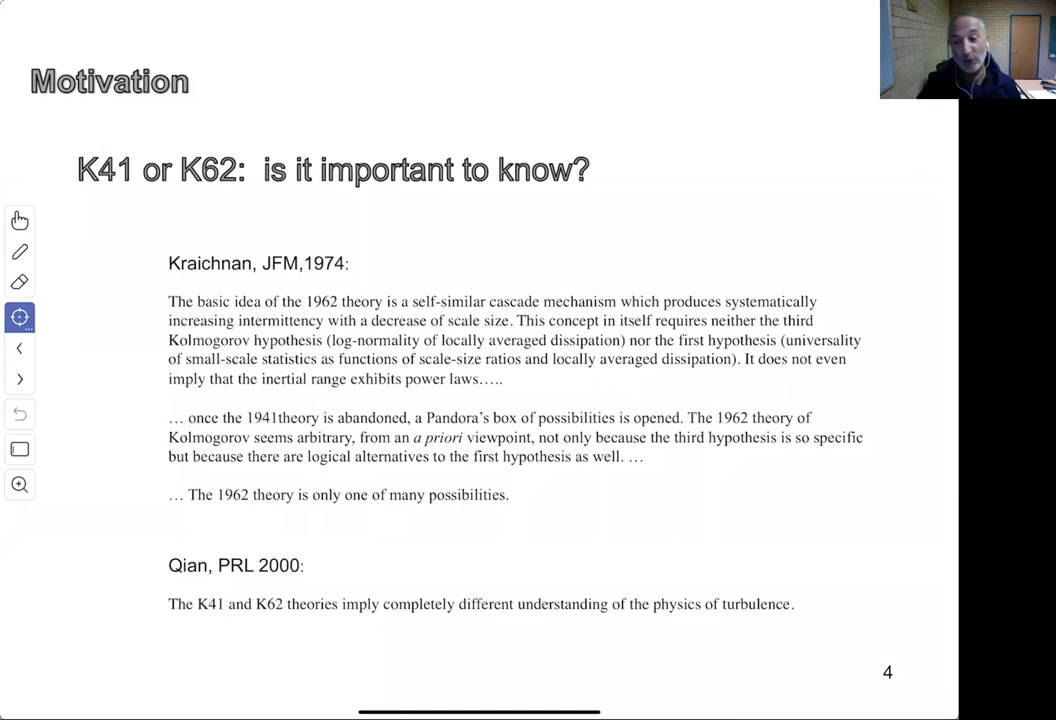 Motivation
K41 or K62: is it important to know?
Kraichnan, JFM,1974:
The basic idea of the 1962 theory is a self-similar cascade mechanism which produces systematically
increasing intermittency with a decrease of scale size. This concept in itself requires neither the third
Kolmogorov hypothesis (log-normality of locally averaged dissipation) nor the first hypothesis (universality
of small-scale statistics as functions of scale-size ratios and locally averaged dissipation). It does not even
imply that the inertial range exhibits power laws…..
… once the 1941theory is abandoned, a Pandora's box of possibilities is opened. The 1962 theory of
Kolmogorov seems arbitrary, from an a priori viewpoint, not only because the third hypothesis is so specific
but because there are logical alternatives to the first hypothesis as well. …
… The 1962 theory is only one of many possibilities.
Qian, PRL 2000:
The K41 and K62 theories imply completely different understanding of the physics of turbulence.
4